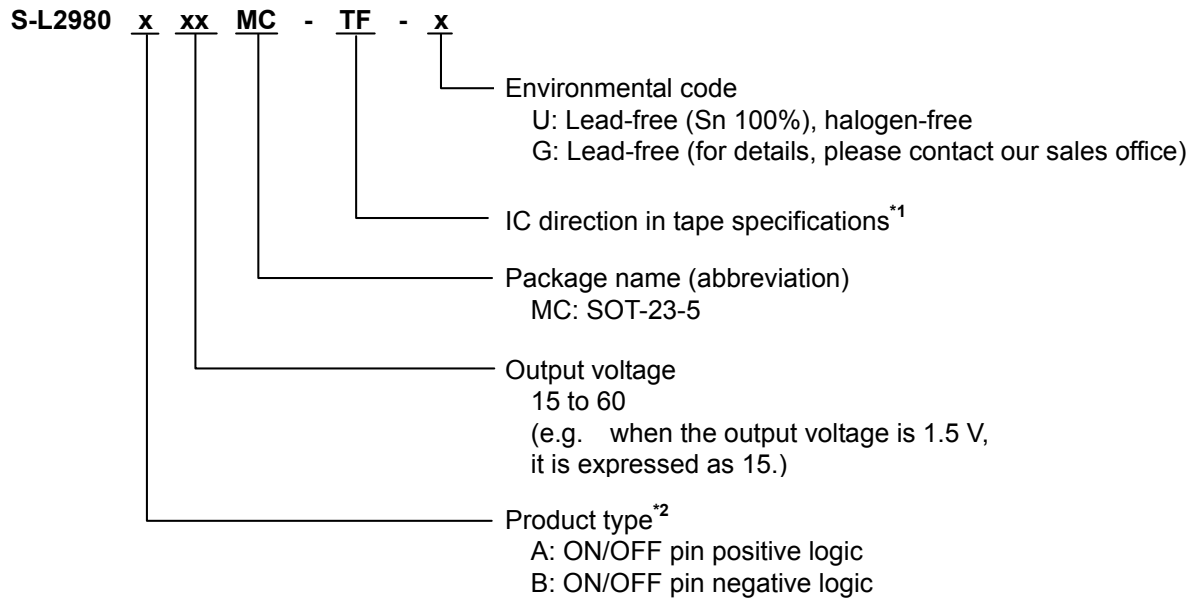 S-L2980 x xx MC - TF - x
Environmental code
U: Lead-free (Sn 100%), halogen-free
G: Lead-free (for details, please contact our sales office)
IC direction in tape specifications*1
Package name (abbreviation)
MC: SOT-23-5
Output voltage
15 to 60
(e.g. when the output voltage is 1.5 V,
it is expressed as 15.)
Product type*2
A: ON/OFF pin positive logic
B: ON/OFF pin negative logic